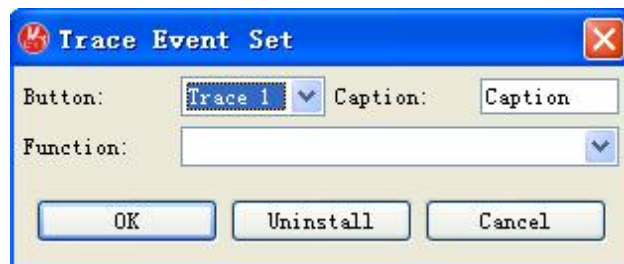 Trace Event Set
Button: Trace 1 Caption: Caption
Function:
OK Uninstall Cancel